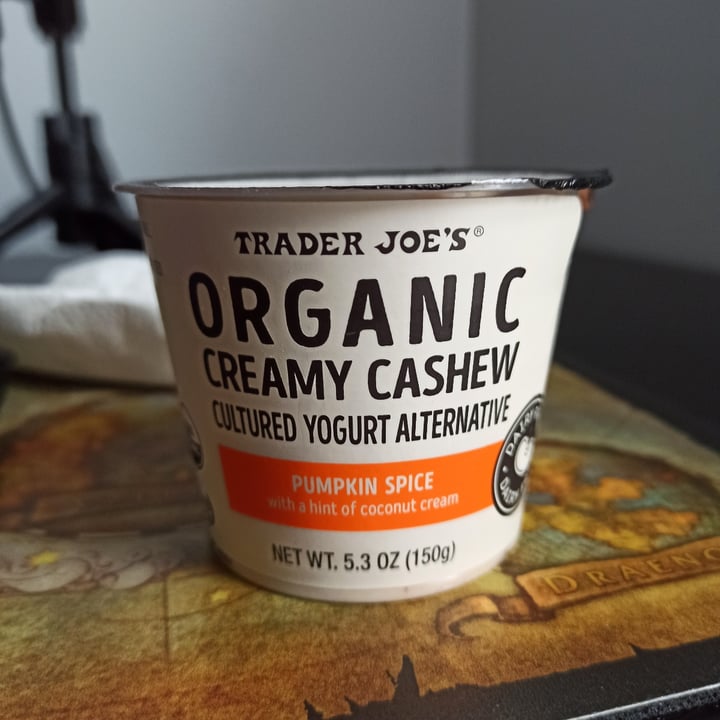 TRADER JOE'S®
ORGANIC
CREAMY CASHEW
CULTURED YOGURT ALTERNATIVE
PUMPKIN SPICE
with a hint of coconut cream
NET WT. 5.3 OZ (150g)
DRAENO